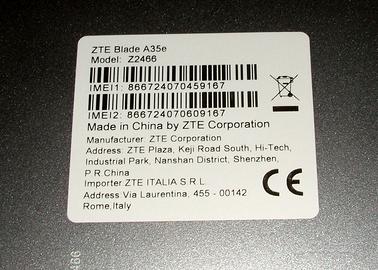 ZTE Blade A35e
Model: Z2466
IMEI1: 866724070459167
IMEI2: 866724070609167
Made in China by ZTE Corporation
Manufacturer: ZTE Corporation
Address: ZTE Plaza, Keji Road South, Hi-Tech,
Industrial Park, Nanshan District, Shenzhen,
P.R.China
Importer:ZTE ITALIA S.R.L.
Address:Via Laurentina, 455 - 00142
Rome,Italy
CE